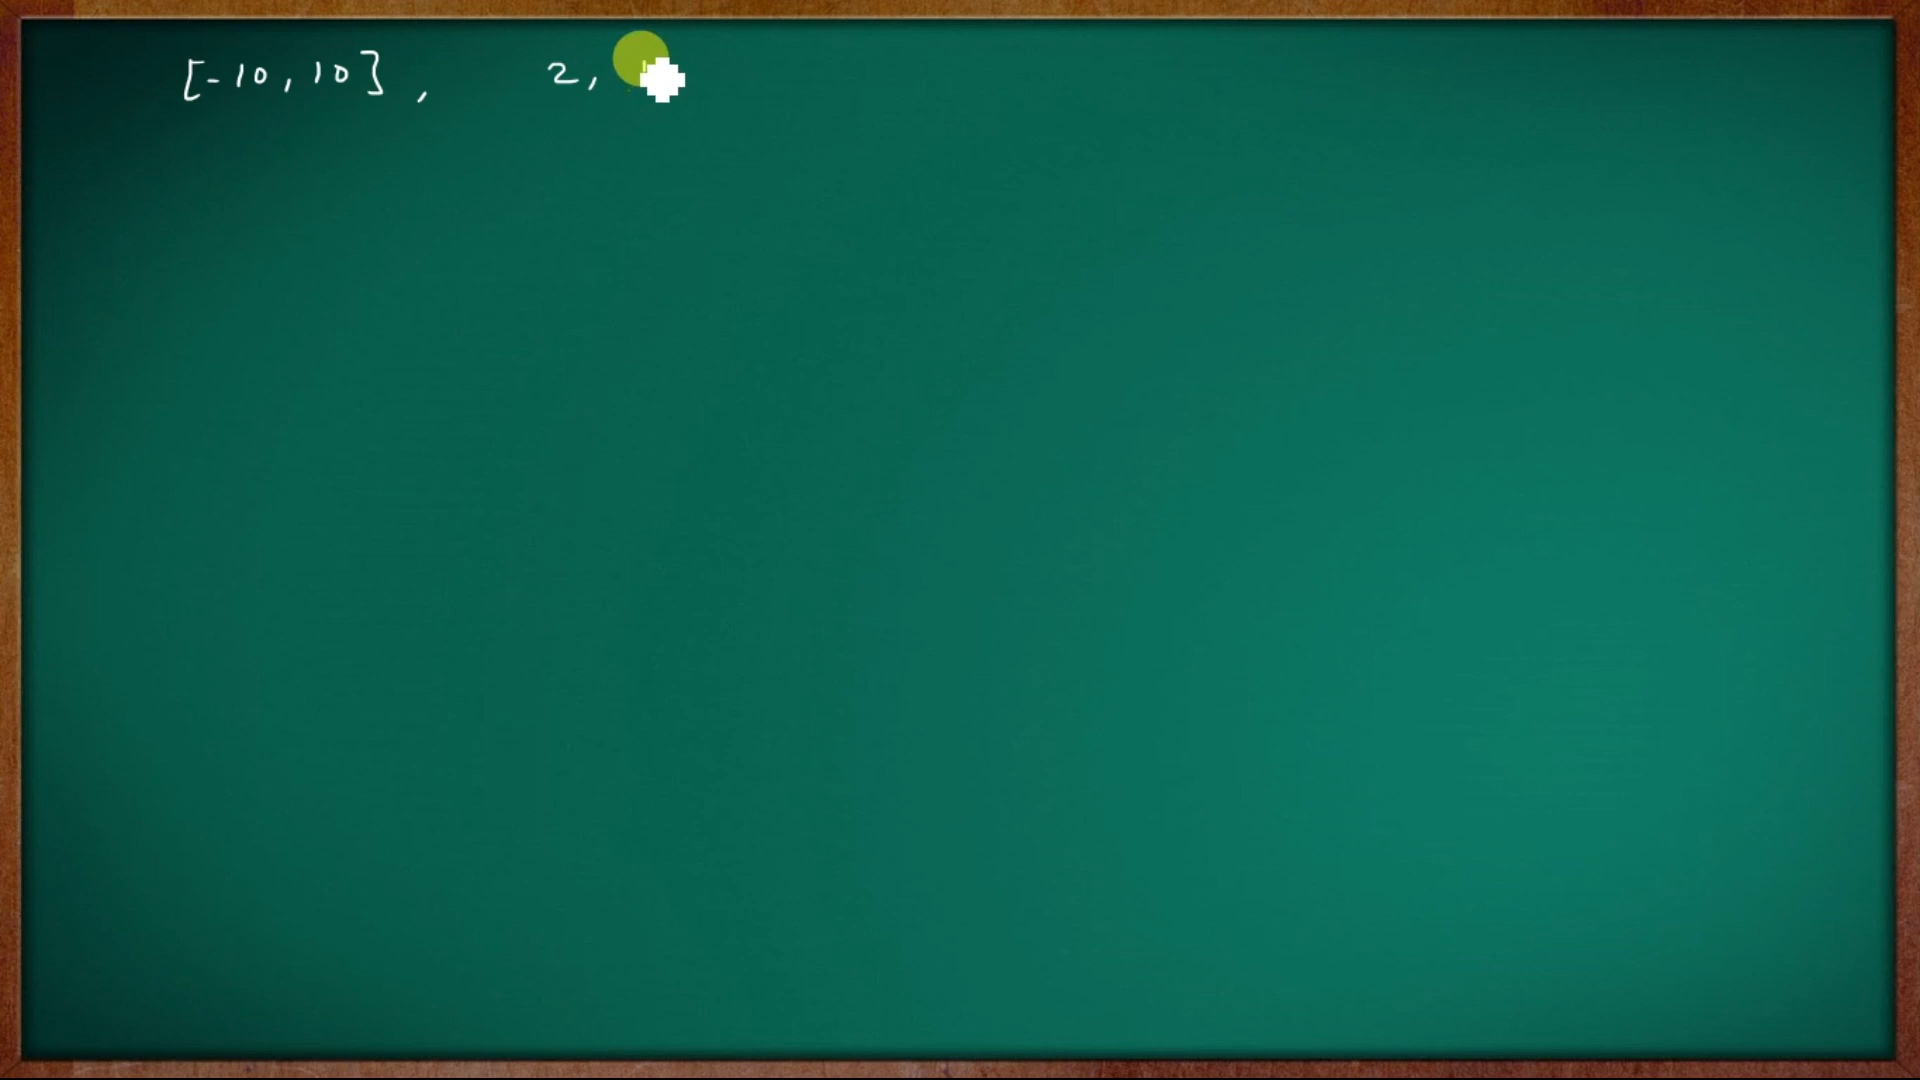 [-10, 10] , 2,